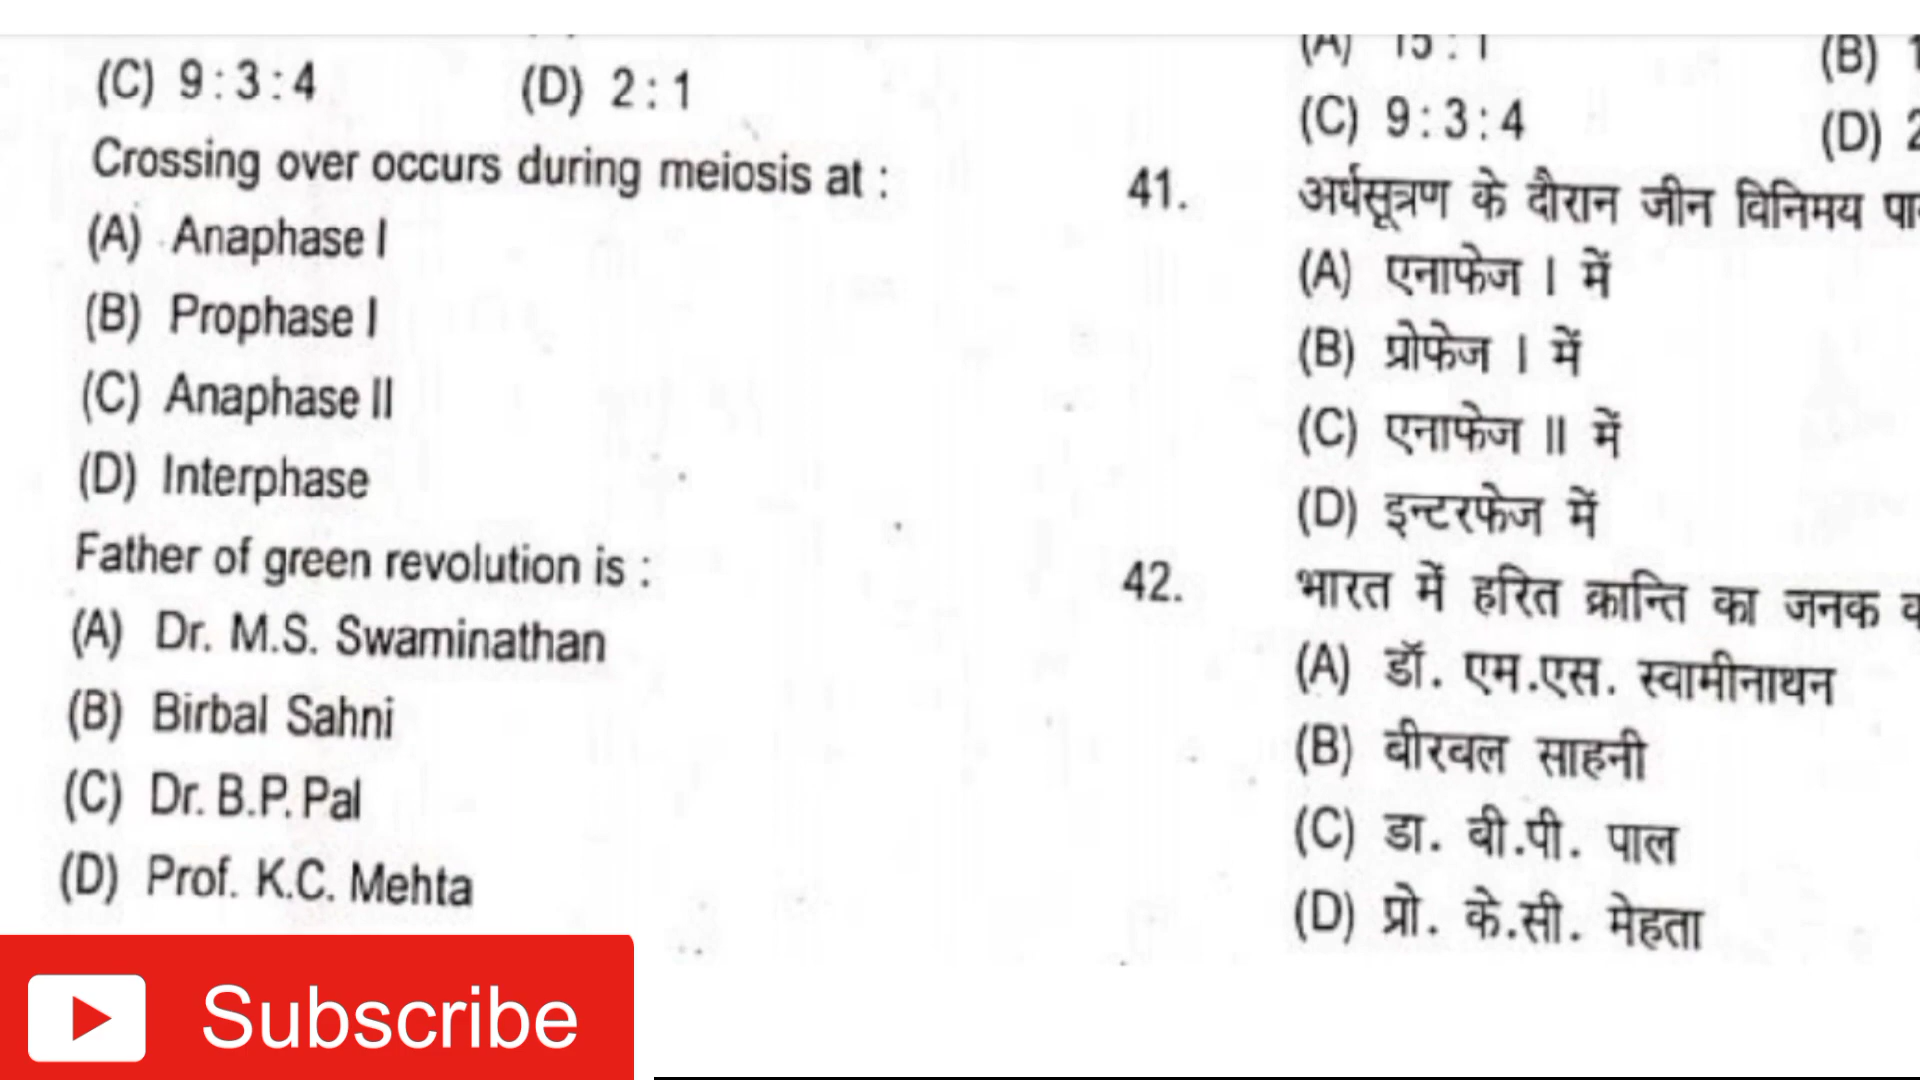 (C) 9 : 3 : 4 (D) 2 : 1
Crossing over occurs during meiosis at :
(A) Anaphase I
(B) Prophase I
(C) Anaphase II
(D) Interphase
Father of green revolution is :
(A) Dr. M.S. Swaminathan
(B) Birbal Sahni
(C) Dr. B.P. Pal
(D) Prof. K.C. Mehta
(A) 15 : 1 (B)
(C) 9 : 3 : 4 (D)
41. अर्धसूत्रण के दौरान जीन विनिमय
(A) एनाफेज I में
(B) प्रोफेज I में
(C) एनाफेज II में
(D) इन्टरफेज में
42. भारत में हरित क्रान्ति का जनक
(A) डॉ. एम.एस. स्वामीनाथन
(B) बीरबल साहनी
(C) डा. बी.पी. पाल
(D) प्रो. के.सी. मेहता
Subscribe